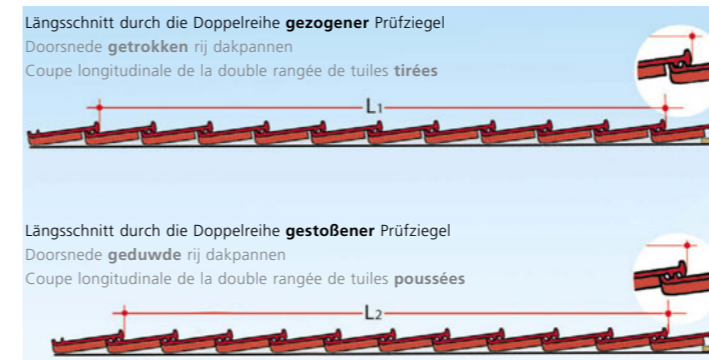 Längsschnitt durch die Doppelreihe gezogener Prüfziegel
Doorsnede getrokken rij dakpannen
Coupe longitudinale de la double rangée de tuiles tirées
L1
Längsschnitt durch die Doppelreihe gestoßener Prüfziegel
Doorsnede geduwde rij dakpannen
Coupe longitudinale de la double rangée de tuiles poussées
L2